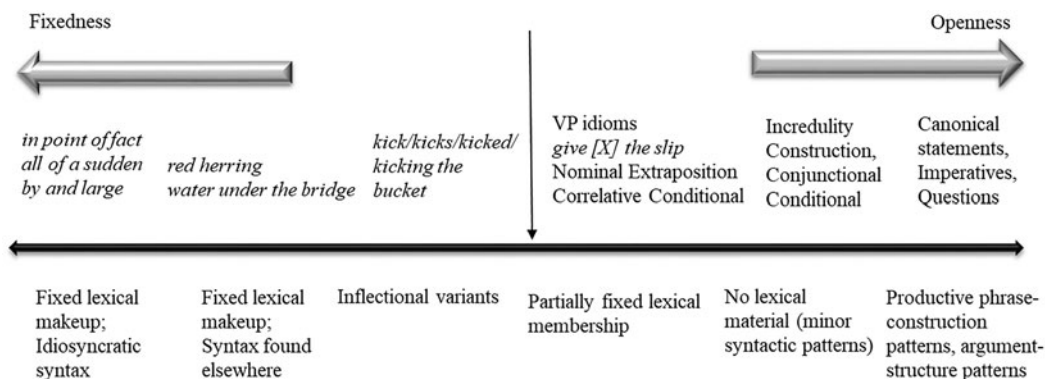 Fixedness
Openness
in point of fact
all of a sudden
by and large
red herring
water under the bridge
kick/kicks/kicked/
kicking the
bucket
VP idioms
give [X] the slip
Nominal Extraposition
Correlative Conditional
Incredulity
Construction,
Conjunctional
Conditional
Canonical
statements,
Imperatives,
Questions
Fixed lexical
makeup;
Idiosyncratic
syntax
Fixed lexical
makeup;
Syntax found
elsewhere
Inflectional variants
Partially fixed lexical
membership
No lexical
material (minor
syntactic patterns)
Productive phrase-
construction
patterns, argument-
structure patterns